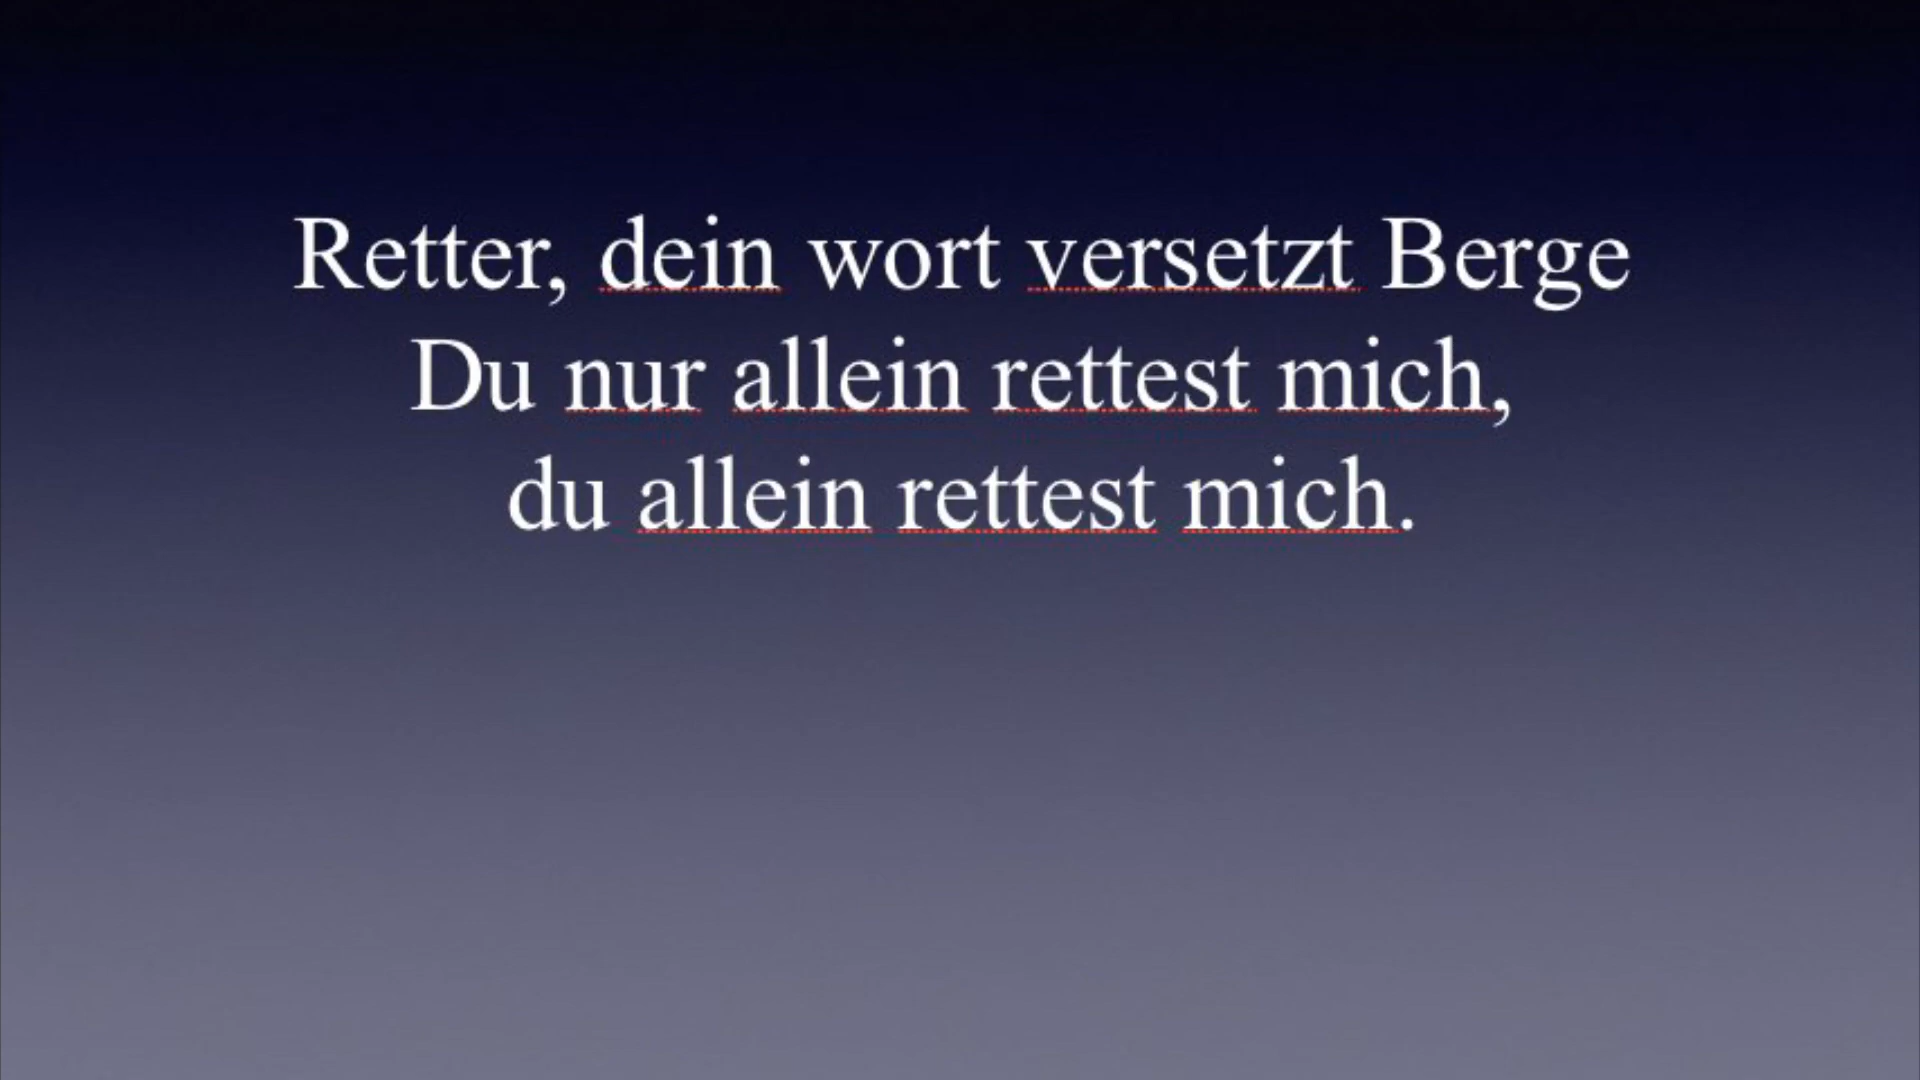 Retter, dein wort versetzt Berge
Du nur allein rettest mich,
du allein rettest mich.